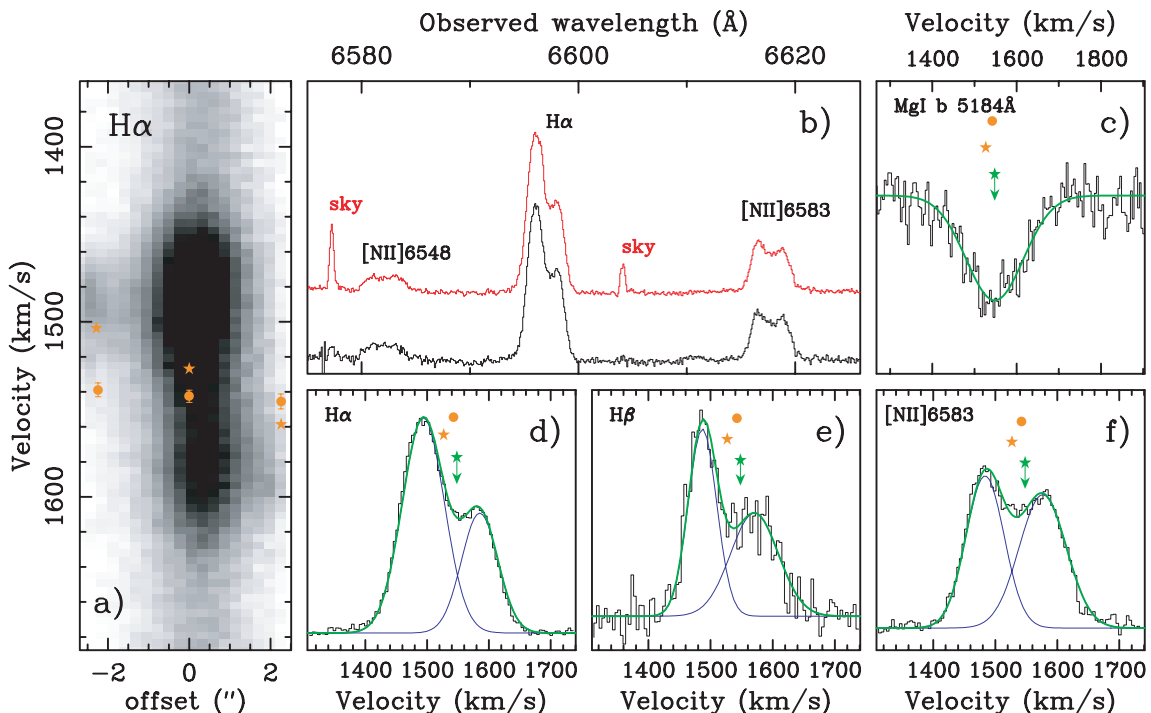 Observed wavelength (Å)
6580 6600 6620
Velocity (km/s)
1400 1600 1800
Hα
a)
1400
1500
1600
Velocity (km/s)
−2 0 2
offset (″)
b)
Hα
sky
[NII]6548
sky
[NII]6583
MgI b 5184Å
c)
Hα
d)
1400 1500 1600 1700
Velocity (km/s)
Hβ
e)
1400 1500 1600 1700
Velocity (km/s)
[NII]6583
f)
1400 1500 1600 1700
Velocity (km/s)